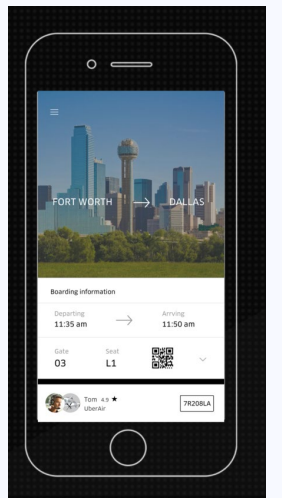 FORT WORTH → DALLAS
Boarding information
Departing Arrving
11:35 am → 11:50 am
Gate Seat
03 L1
Tom 4.9 ★
UberAir
7R208LA